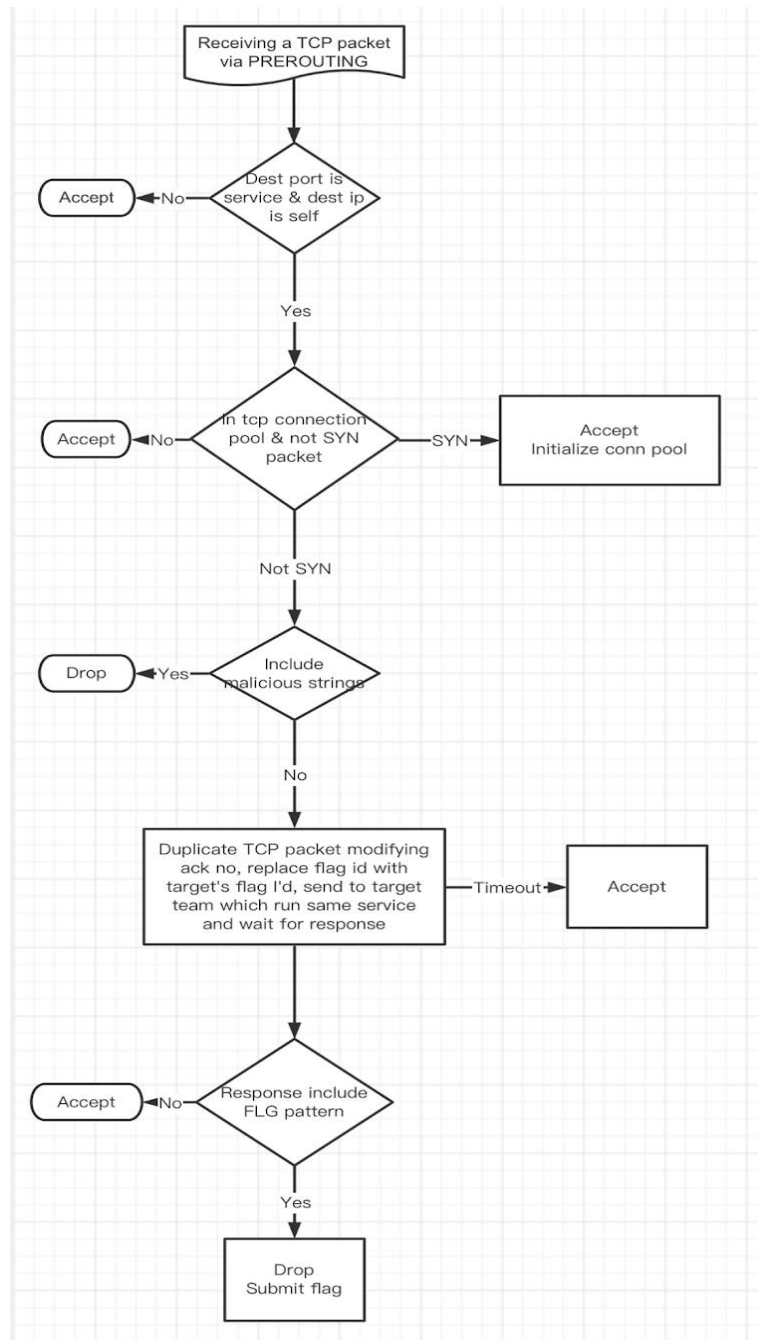 Receiving a TCP packet
via PREROUTING
Dest port is
service & dest ip
is self
No
Accept
Yes
In tcp connection
pool & not SYN
packet
No
Accept
SYN
Accept
Initialize conn pool
Not SYN
Include
malicious strings
Yes
Drop
No
Duplicate TCP packet modifying
ack no, replace flag id with
target's flag I'd, send to target
team which run same service
and wait for response
Timeout
Accept
Response include
FLG pattern
No
Accept
Yes
Drop
Submit flag